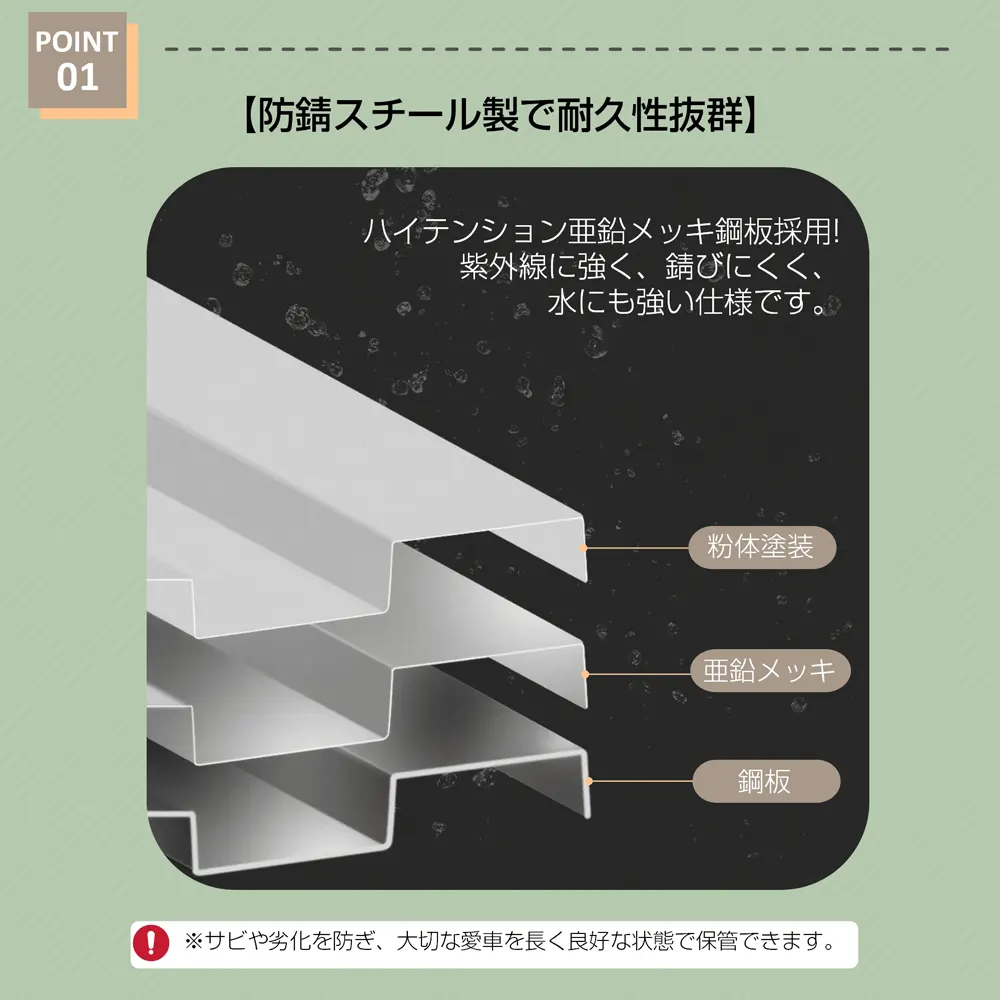 POINT
01
【防錆スチール製で耐久性抜群】
ハイテンション亜鉛メッキ鋼板採用!
紫外線に強く、錆びにくく、
水にも強い仕様です。
粉体塗装
亜鉛メッキ
鋼板
※サビや劣化を防ぎ、大切な愛車を長く良好な状態で保管できます。